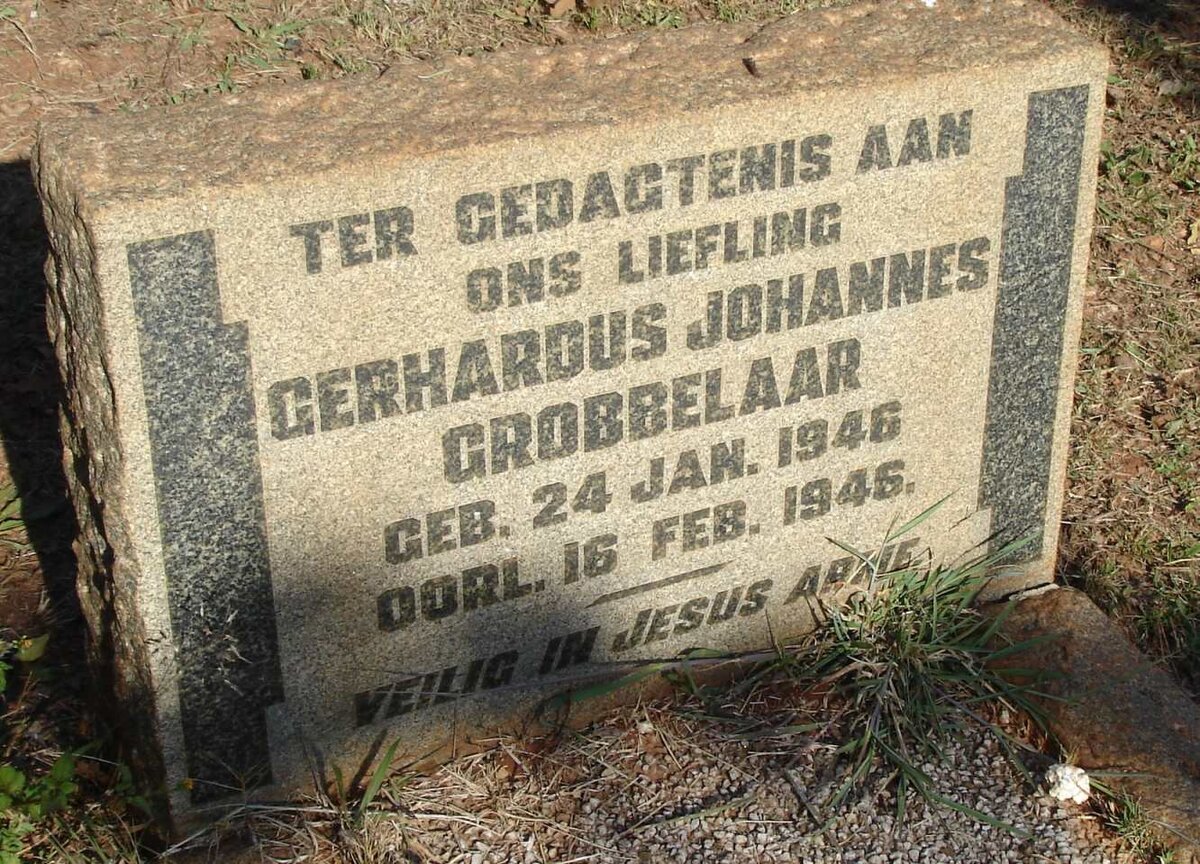 TER GEDAGTENIS AAN
ONS LIEFLING
GERHARDUS JOHANNES
GROBBELAAR
GEB. 24 JAN. 1946
OORL. 16 FEB. 1946.
VEILIG IN JESUS ARME